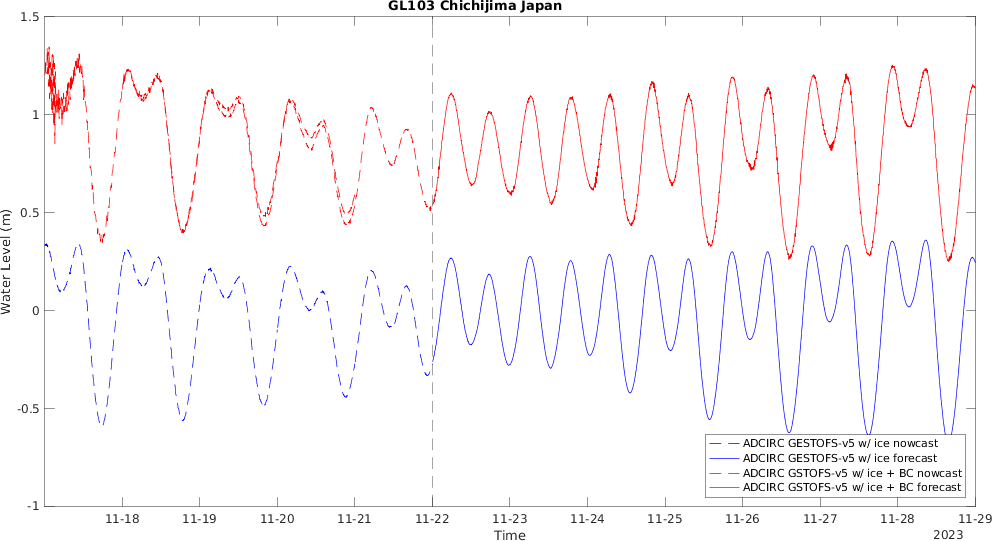 GL103 Chichijima Japan
1.5
1
0.5
0
-0.5
-1
Water Level (m)
ADCIRC GESTOFS-v5 w/ ice nowcast
ADCIRC GESTOFS-v5 w/ ice forecast
ADCIRC GSTOFS-v5 w/ ice + BC nowcast
ADCIRC GSTOFS-v5 w/ ice + BC forecast
11-18 11-19 11-20 11-21 11-22 11-23 11-24 11-25 11-26 11-27 11-28 11-29
Time
2023